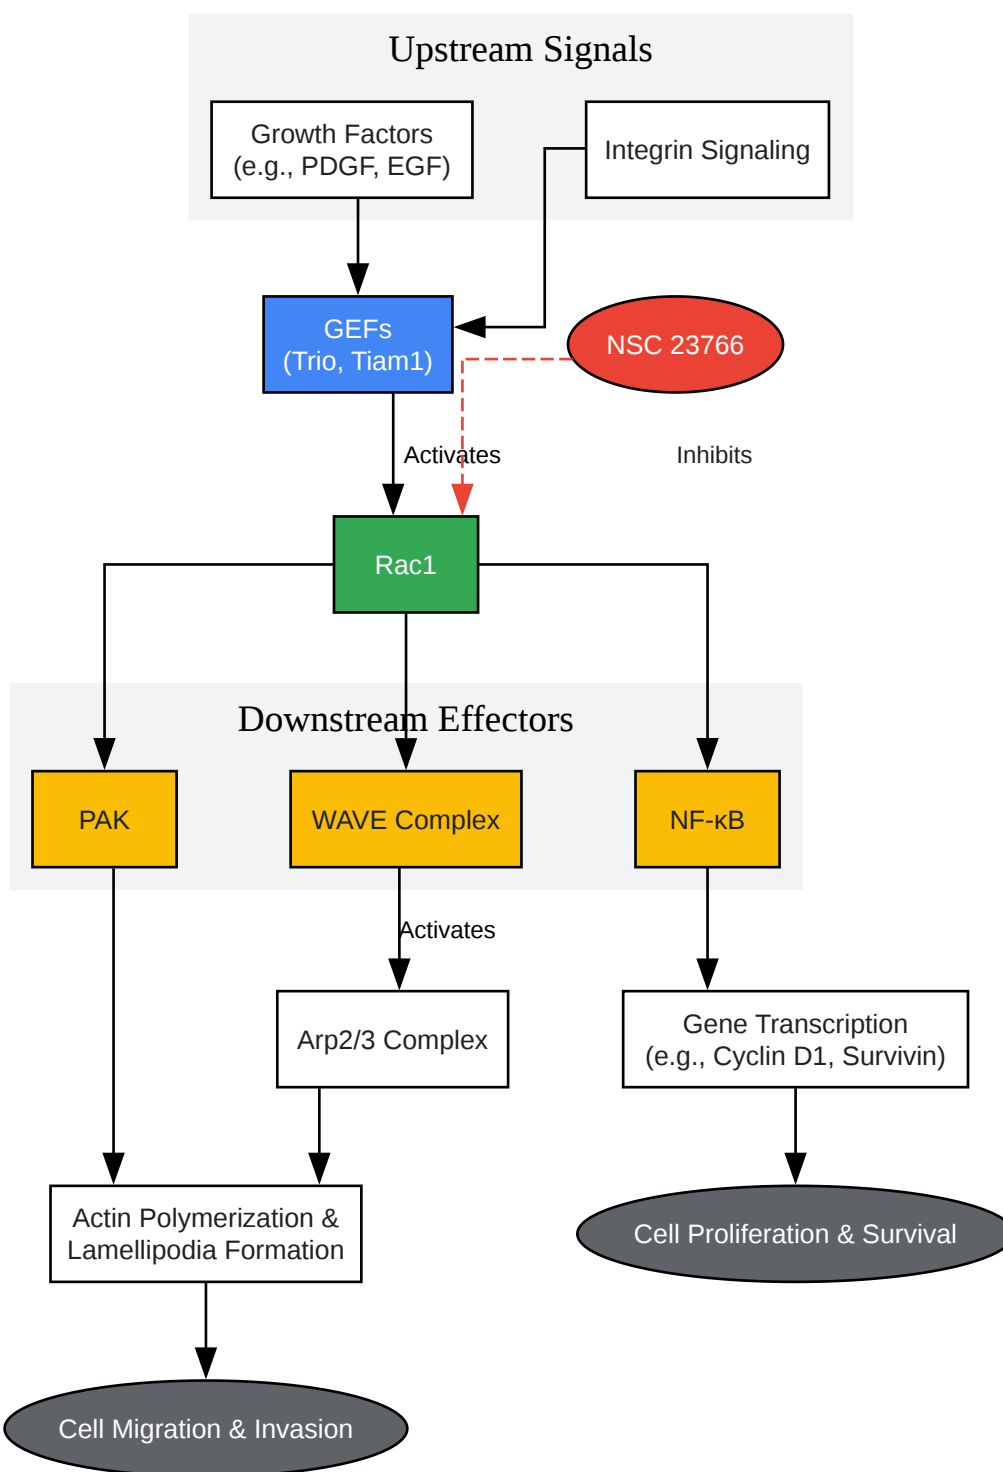 Upstream Signals
Growth Factors
(e.g., PDGF, EGF)
Integrin Signaling
GEFs
(Trio, Tiam1)
NSC 23766
Activates
Inhibits
Rac1
Downstream Effectors
PAK
WAVE Complex
NF-κB
Activates
Arp2/3 Complex
Gene Transcription
(e.g., Cyclin D1, Survivin)
Actin Polymerization &
Lamellipodia Formation
Cell Proliferation & Survival
Cell Migration & Invasion